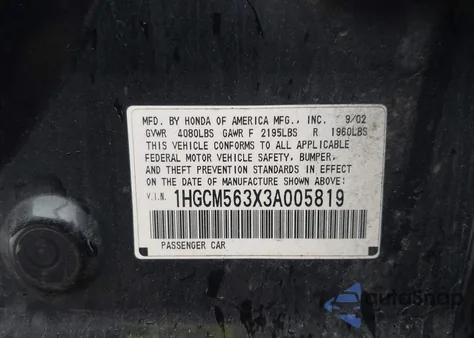 MFD. BY HONDA OF AMERICA MFG., INC. 9/02
GVWR 4080LBS GAWR F 2195LBS R 1960LBS
THIS VEHICLE CONFORMS TO ALL APPLICABLE
FEDERAL MOTOR VEHICLE SAFETY, BUMPER,
AND THEFT PREVENTION STANDARDS IN EFFECT
ON THE DATE OF MANUFACTURE SHOWN ABOVE.
V.I.N. 1HGCM563X3A005819
PASSENGER CAR
autoSnap